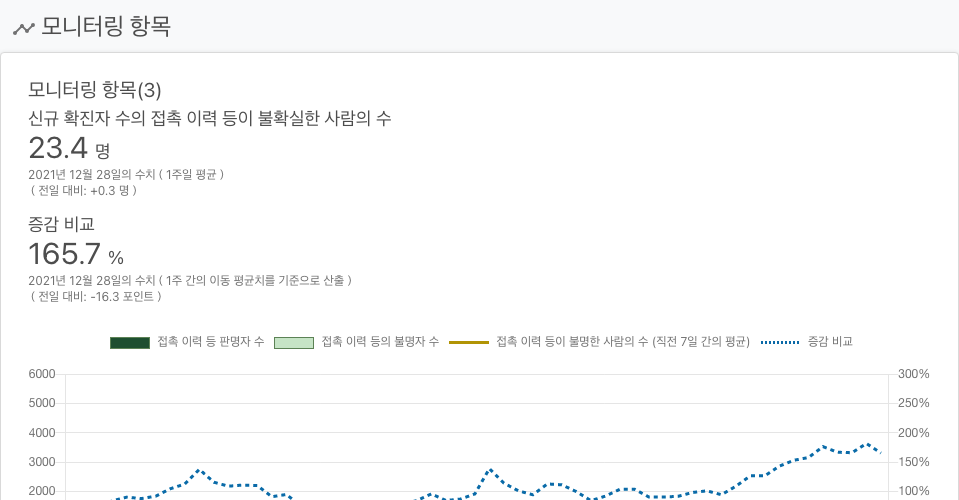 모니터링 항목
모니터링 항목(3)
신규 확진자 수의 접촉 이력 등이 불확실한 사람의 수
23.4 명
2021년 12월 28일의 수치 ( 1주일 평균 )
( 전일 대비: +0.3 명 )
증감 비교
165.7 %
2021년 12월 28일의 수치 ( 1주 간의 이동 평균치를 기준으로 산출 )
( 전일 대비: -16.3 포인트 )
접촉 이력 등 판명자 수 접촉 이력 등의 불명자 수 접촉 이력 등이 불명한 사람의 수 (직전 7일 간의 평균) 증감 비교
6000 300%
5000 250%
4000 200%
3000 150%
2000 100%